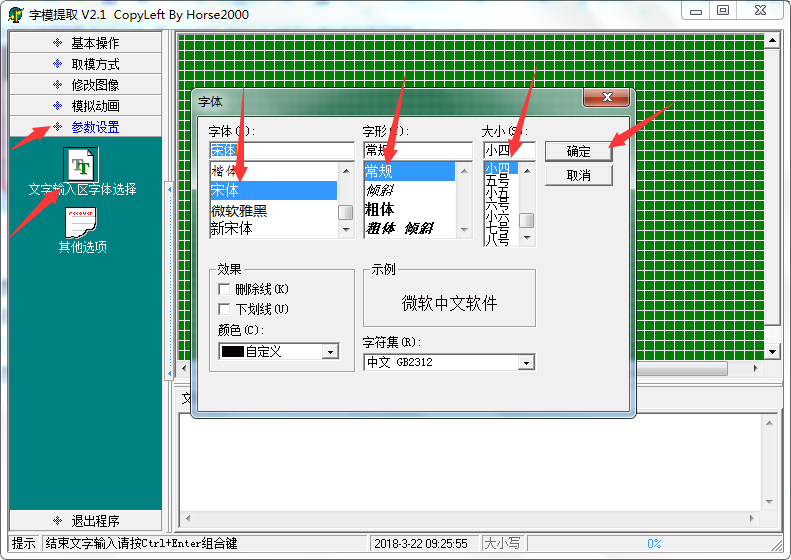 字模提取 V2.1 CopyLeft By Horse2000
基本操作
取模方式
修改图像
模拟动画
参数设置
文字输入区字体选择
其他选项
退出程序
字体
字体
宋体
楷体
宋体
微软雅黑
新宋体
字形
常规
常规
倾斜
粗体
粗体 倾斜
大小
小四
小四
五号
小五
六号
小六
七号
八号
确定
取消
效果
删除线(K)
下划线(U)
颜色(C):
自定义
示例
微软中文软件
字符集(R):
中文 GB2312
提示
结束文字输入请按Ctrl+Enter组合键
2018-3-22 09:25:55
大小写
0%